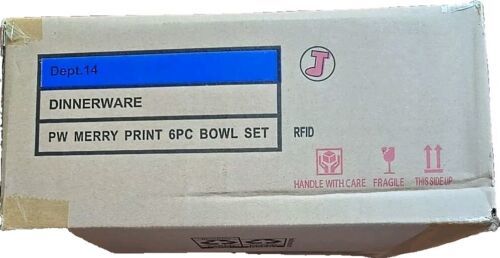 Dept.14
DINNERWARE
PW MERRY PRINT 6PC BOWL SET
RFID
J
HANDLE WITH CARE
FRAGILE
THIS SIDE UP